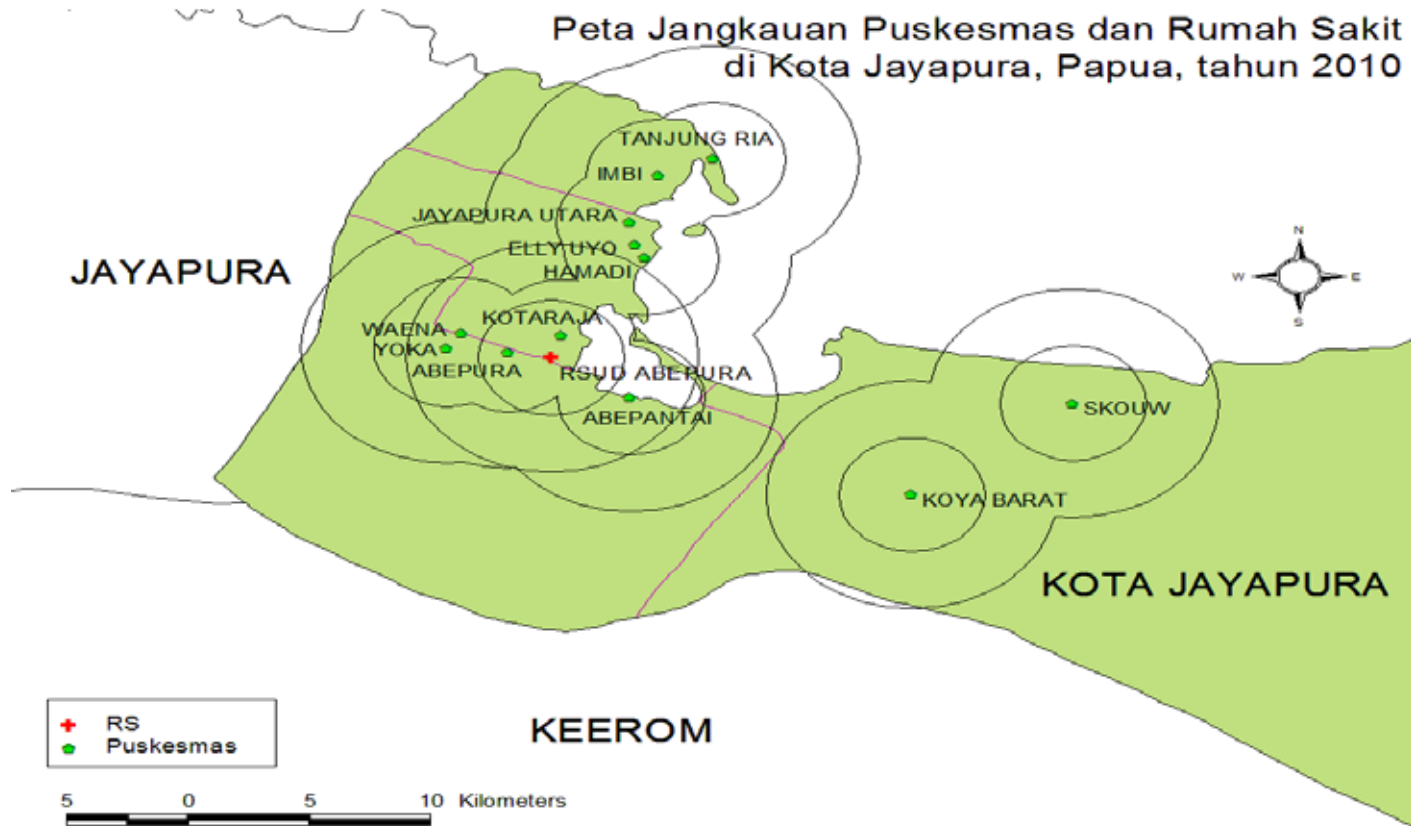 Peta Jangkauan Puskesmas dan Rumah Sakit
di Kota Jayapura, Papua, tahun 2010
TANJUNG RIA
IMBI
JAYAPURA UTARA
ELLY UYO
HAMADI
JAYAPURA
N
W E
S
KOTARAJA
WAENA
YOKA
ABEPURA
RSUD ABEPURA
ABEPANTAI
SKOUW
KOYA BARAT
KOTA JAYAPURA
KEEROM
RS
Puskesmas
5 0 5 10 Kilometers